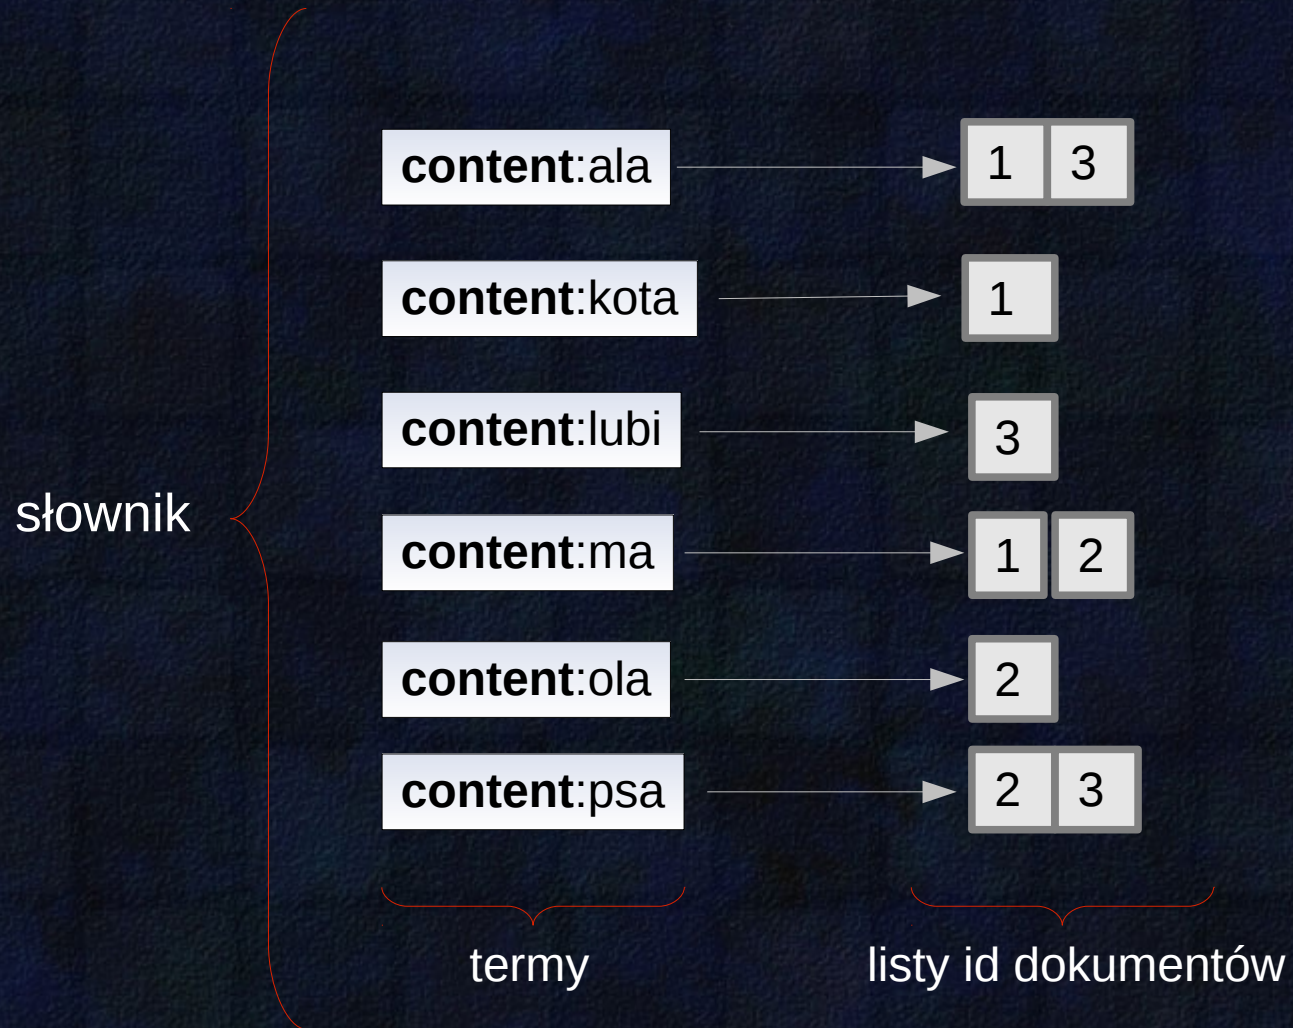 content:ala
1 3
content:kota
1
content:lubi
3
słownik
content:ma
1 2
content:ola
2
content:psa
2 3
termy
listy id dokumentów